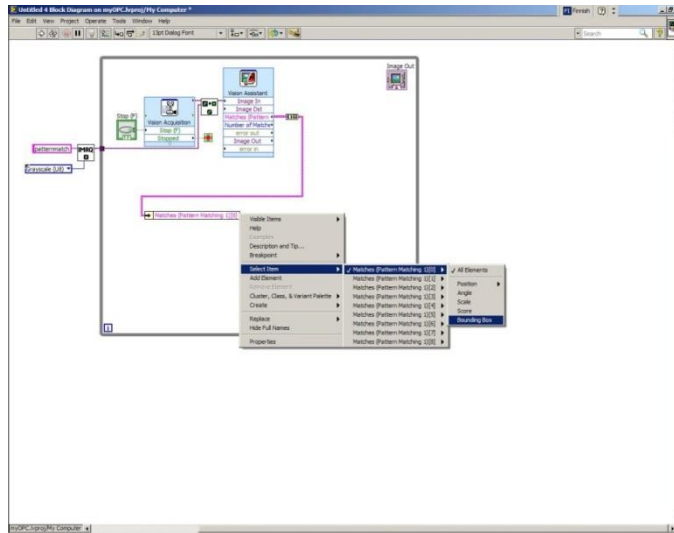 Untitled 4 Block Diagram on myOPC.lvproj/My Computer *
FI Finnish
File Edit View Project Operate Tools Window Help
13pt Dialog Font
Search
Image Out
Vision Assistant
Image In
Image Dst
Matches (Pattern
Number of Matche
error out
Image Out
error in
Stop (F)
Vision Acquisition
Stop (F)
Stopped
patternmatch
IMAQ
Grayscale (U8)
Matches (Pattern Matching 1)[0]
Visible Items
Help
Examples
Description and Tip...
Breakpoint
Select Item
Add Element
Remove Element
Cluster, Class, & Variant Palette
Create
Replace
Hide Full Names
Properties
Matches (Pattern Matching 1)[0]
Matches (Pattern Matching 1)[1]
Matches (Pattern Matching 1)[2]
Matches (Pattern Matching 1)[3]
Matches (Pattern Matching 1)[4]
Matches (Pattern Matching 1)[5]
Matches (Pattern Matching 1)[6]
Matches (Pattern Matching 1)[7]
Matches (Pattern Matching 1)[8]
All Elements
Position
Angle
Scale
Score
Bounding Box
i
myOPC.lvproj/My Computer